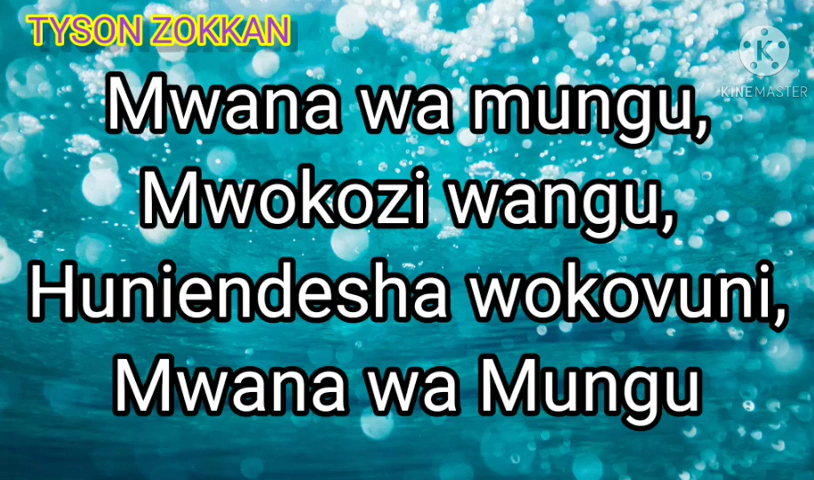 TYSON ZOKKAN
KINEMASTER
Mwana wa mungu,
Mwokozi wangu,
Huniendesha wokovuni,
Mwana wa Mungu